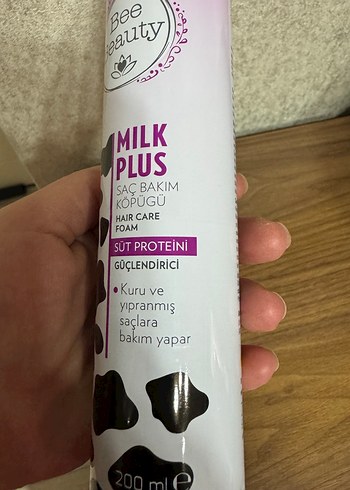 Bee
Beauty
MILK
PLUS
SAÇ BAKIM
KÖPÜĞÜ
HAIR CARE
FOAM
SÜT PROTEİNİ
GÜÇLENDİRİCİ
• Kuru ve
yıpranmış
saçlara
bakım yapar
200 ml ℮